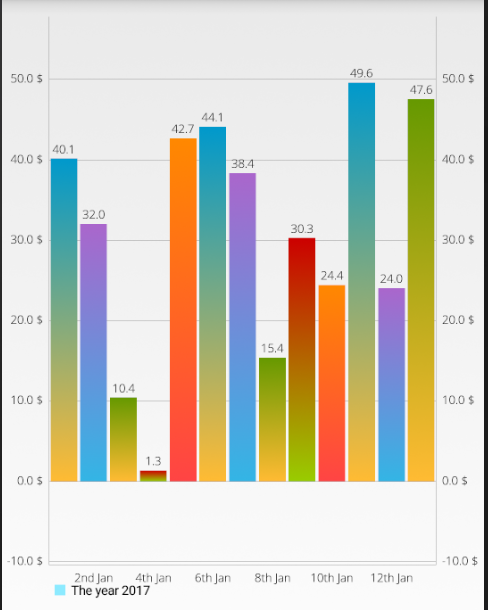 49.6
47.6
44.1
42.7
40.1
38.4
32.0
30.3
24.4
24.0
15.4
10.4
1.3
50.0 $ 50.0 $
40.0 $ 40.0 $
30.0 $ 30.0 $
20.0 $ 20.0 $
10.0 $ 10.0 $
0.0 $ 0.0 $
-10.0 $ -10.0 $
2nd Jan 4th Jan 6th Jan 8th Jan 10th Jan 12th Jan
The year 2017